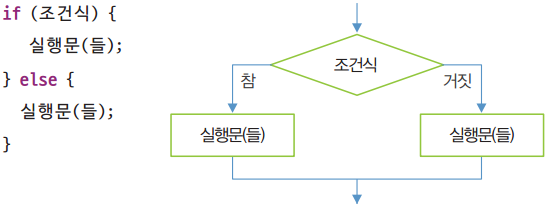 if (조건식) {
실행문(들);
} else {
실행문(들);
}
조건식
참
거짓
실행문(들)
실행문(들)